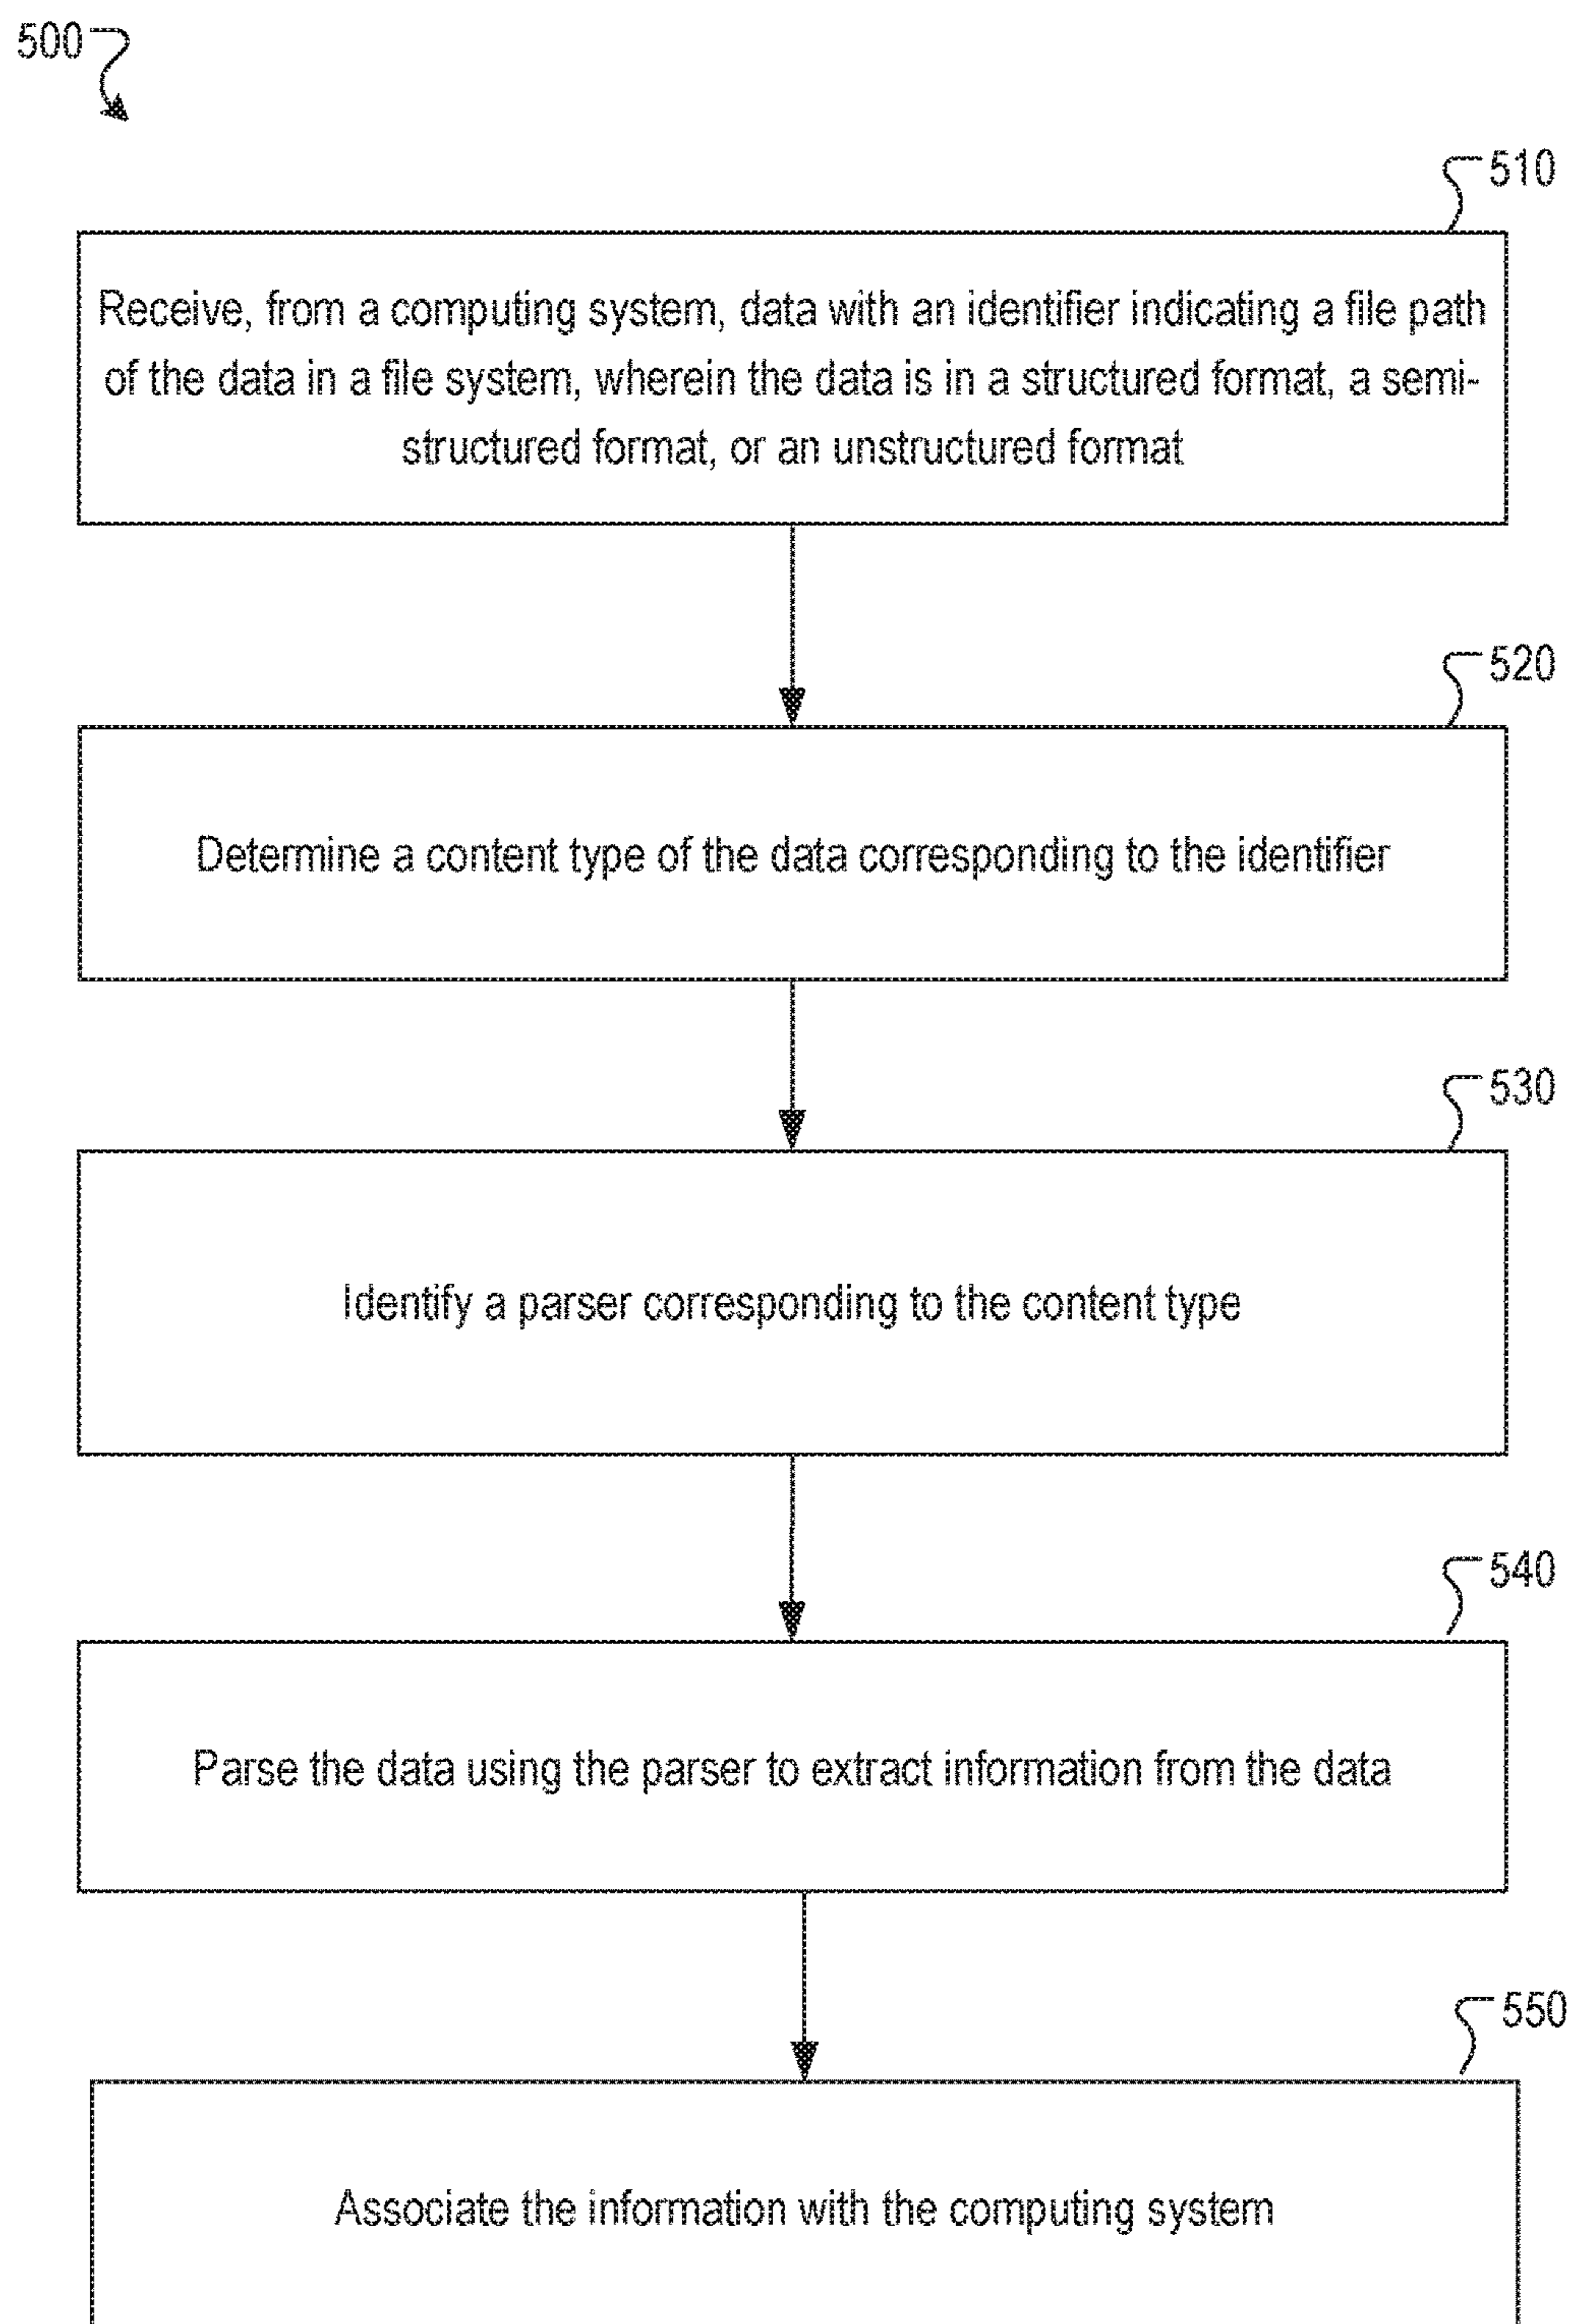 500
510
Receive, from a computing system, data with an identifier indicating a file path
of the data in a file system, wherein the data is in a structured format, a semi-
structured format, or an unstructured format
520
Determine a content type of the data corresponding to the identifier
530
Identify a parser corresponding to the content type
540
Parse the data using the parser to extract information from the data
550
Associate the information with the computing system